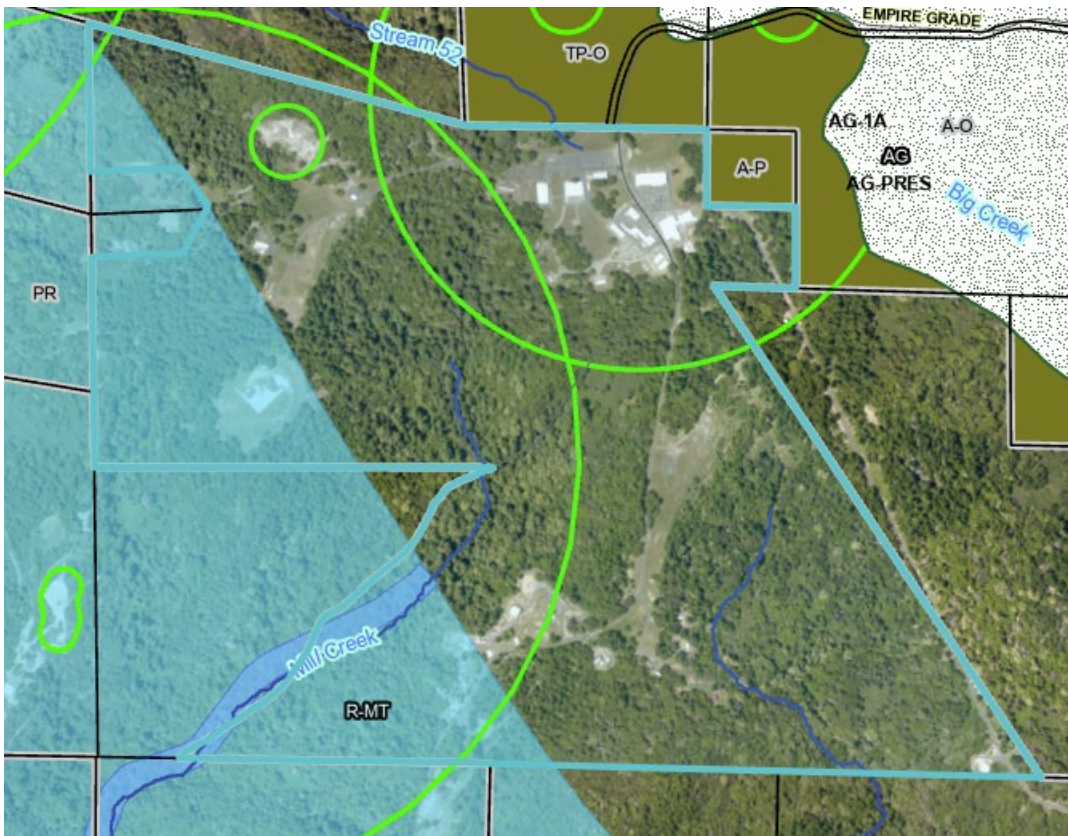 EMPIRE GRADE
Stream 52
TP-O
AG-1A
A-O
AG
A-P
AG-PRES
Big Creek
PR
Mill Creek
R-MT